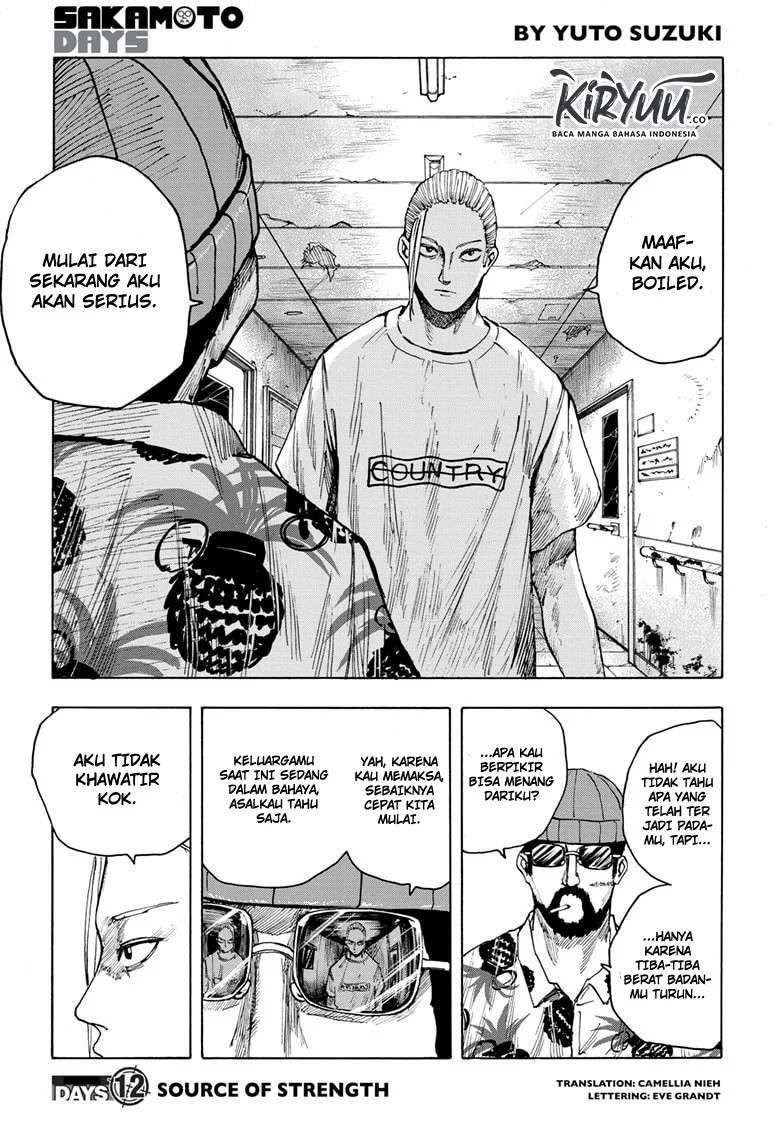 SAKAMOTO
DAYS
BY YUTO SUZUKI
KIRYUU.CO
BACA MANGA BAHASA INDONESIA
MAAF-
KAN AKU,
BOILED.
MULAI DARI
SEKARANG AKU
AKAN SERIUS.
COUNTRY
HAH! AKU
TIDAK TAHU
APA YANG
TELAH TER
JADI PADA-
MU, TAPI...
...HANYA
KARENA
TIBA-TIBA
BERAT BADAN-
MU TURUN...
...APA KAU
BERPIKIR
BISA MENANG
DARIKU?
YAH, KARENA
KAU MEMAKSA,
SEBAIKNYA
CEPAT KITA
MULAI.
KELUARGAMU
SAAT INI SEDANG
DALAM BAHAYA,
ASALKAU TAHU
SAJA.
AKU TIDAK
KHAWATIR
KOK.
DAYS 12 SOURCE OF STRENGTH
TRANSLATION: CAMELLIA NIEH
LETTERING: EVE GRANDT